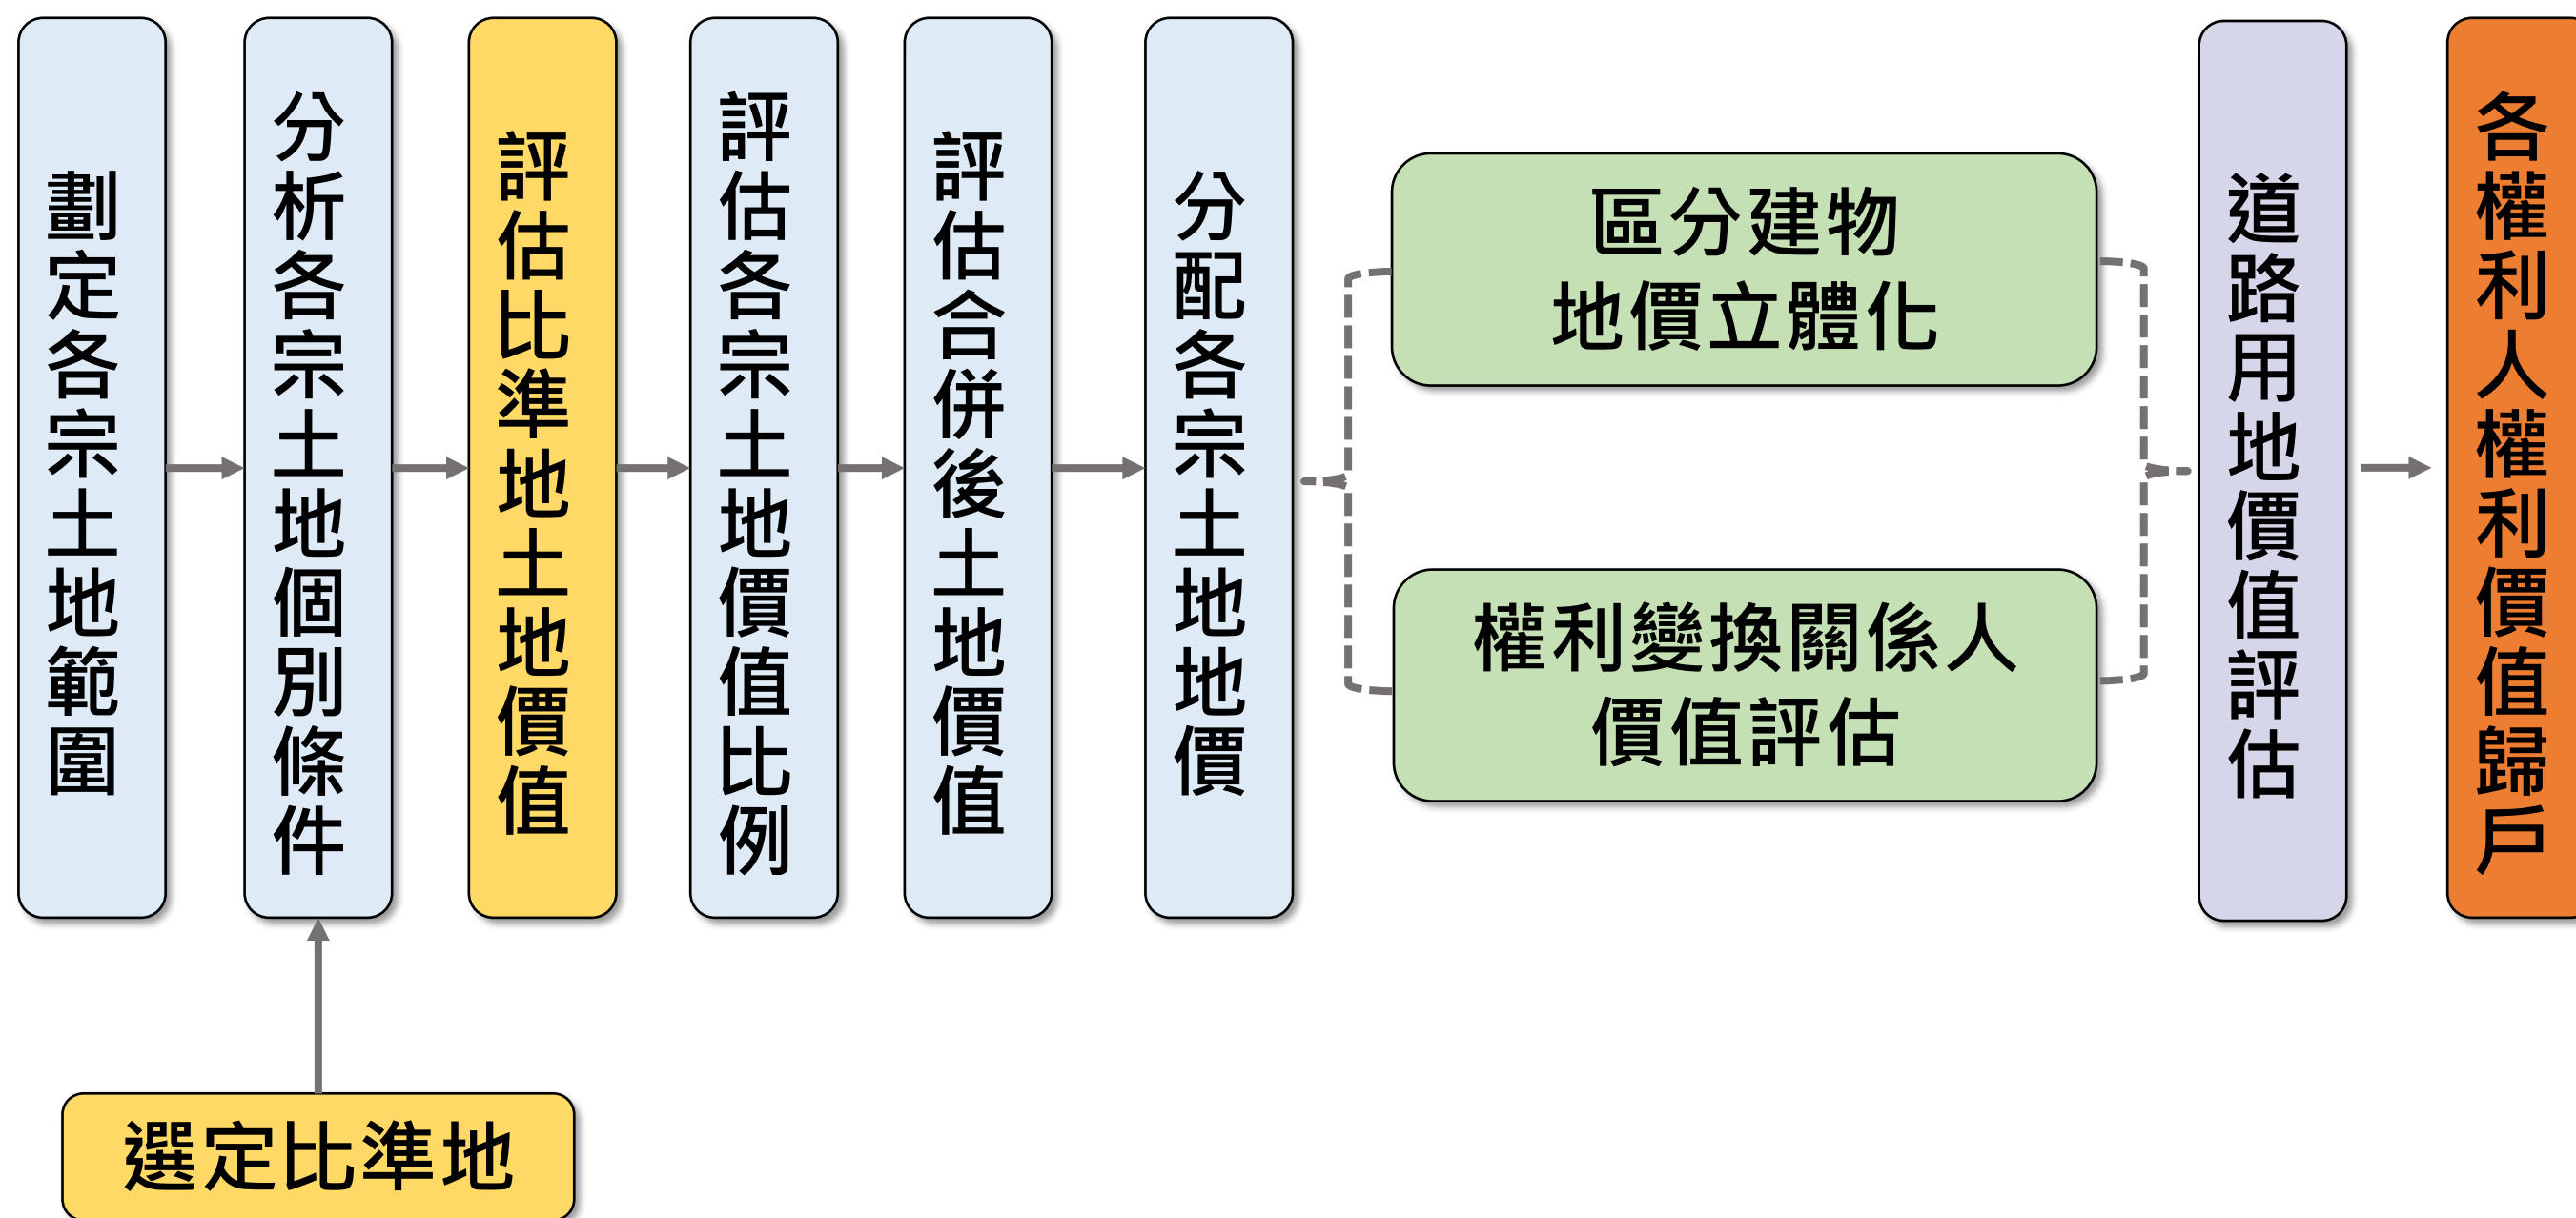 劃定各宗土地範圍
分析各宗土地個別條件
評估比準地土地價值
評估各宗土地價值比例
評估合併後土地價值
分配各宗土地地價
區分建物
地價立體化
權利變換關係人
價值評估
道路用地價值評估
各權利人權利價值歸戶
選定比準地